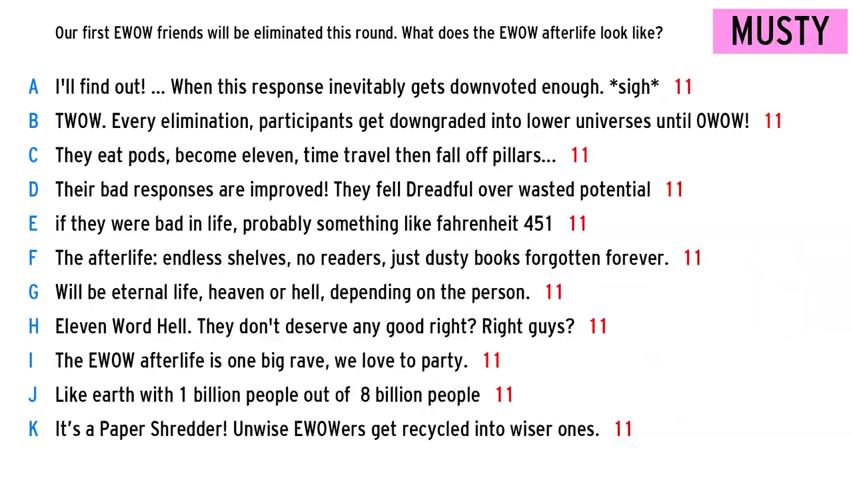 Our first EWOW friends will be eliminated this round. What does the EWOW afterlife look like?
MUSTY
A I'll find out! ... When this response inevitably gets downvoted enough. *sigh* 11
B TWOW. Every elimination, participants get downgraded into lower universes until OWOW! 11
C They eat pods, become eleven, time travel then fall off pillars... 11
D Their bad responses are improved! They fell Dreadful over wasted potential 11
E if they were bad in life, probably something like fahrenheit 451 11
F The afterlife: endless shelves, no readers, just dusty books forgotten forever. 11
G Will be eternal life, heaven or hell, depending on the person. 11
H Eleven Word Hell. They don't deserve any good right? Right guys? 11
I The EWOW afterlife is one big rave, we love to party. 11
J Like earth with 1 billion people out of  8 billion people 11
K It’s a Paper Shredder! Unwise EWOWers get recycled into wiser ones. 11